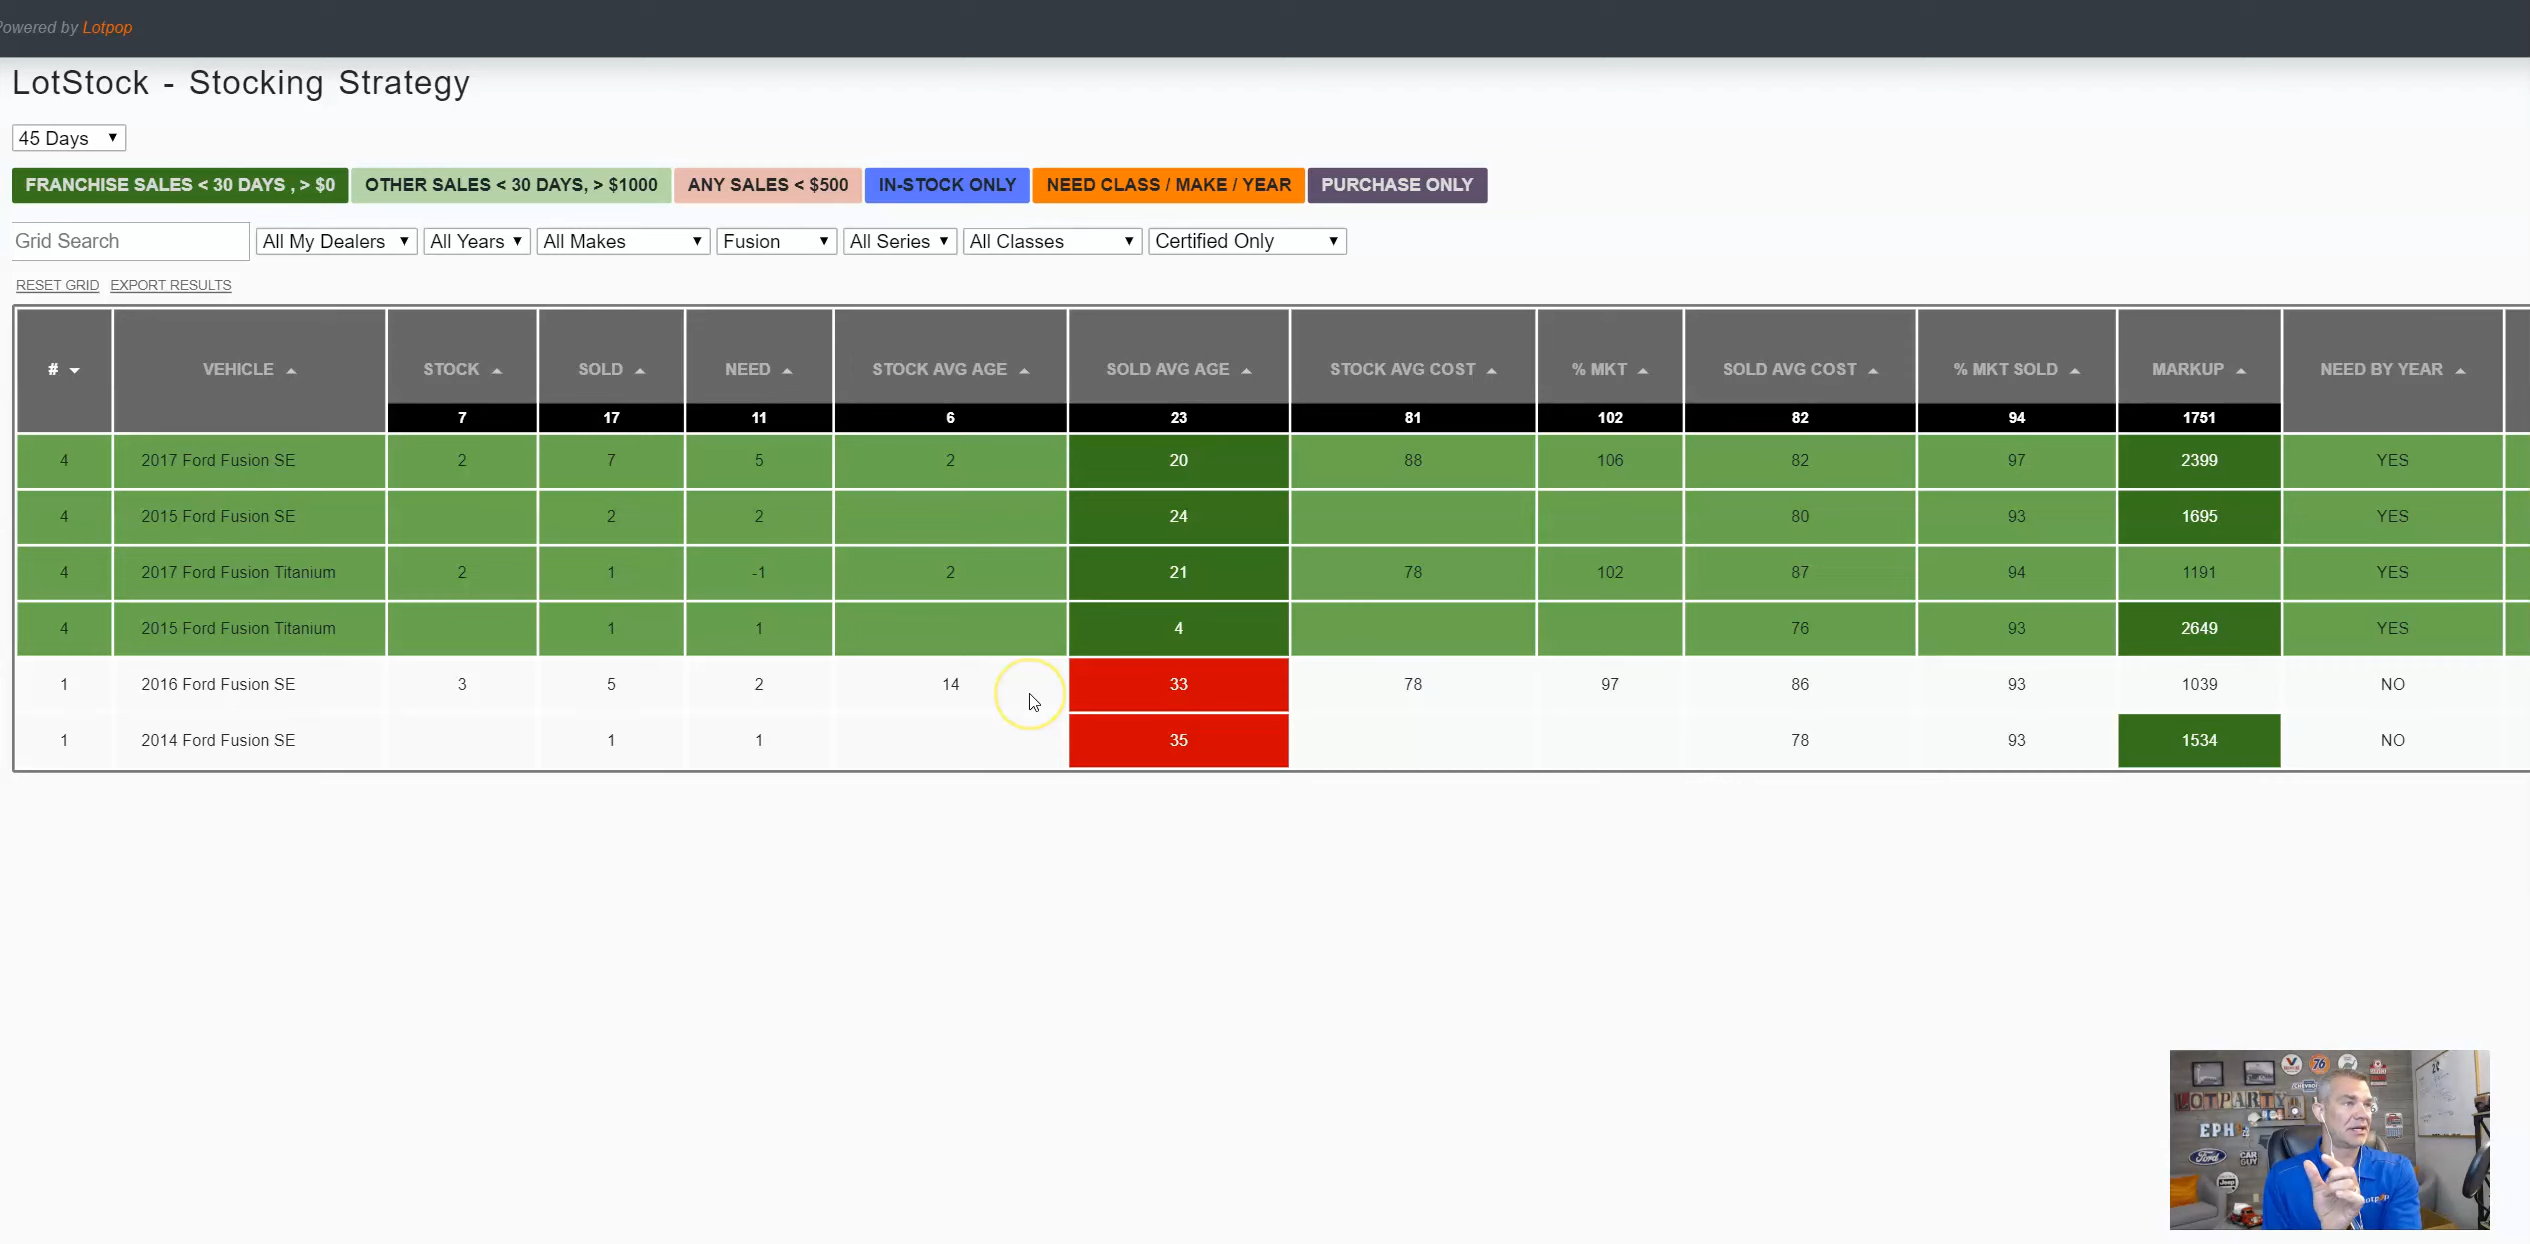 Powered by Lotpop
LotStock - Stocking Strategy
45 Days
FRANCHISE SALES < 30 DAYS , > $0 OTHER SALES < 30 DAYS, > $1000 ANY SALES < $500 IN-STOCK ONLY NEED CLASS / MAKE / YEAR PURCHASE ONLY
Grid Search All My Dealers All Years All Makes Fusion All Series All Classes Certified Only
RESET GRID EXPORT RESULTS
# VEHICLE STOCK SOLD NEED STOCK AVG AGE SOLD AVG AGE STOCK AVG COST % MKT SOLD AVG COST % MKT SOLD MARKUP NEED BY YEAR
7 17 11 6 23 81 102 82 94 1751
4 2017 Ford Fusion SE 2 7 5 2 20 88 106 82 97 2399 YES
4 2015 Ford Fusion SE 2 2 24 80 93 1695 YES
4 2017 Ford Fusion Titanium 2 1 -1 2 21 78 102 87 94 1191 YES
4 2015 Ford Fusion Titanium 1 1 4 76 93 2649 YES
1 2016 Ford Fusion SE 3 5 2 14 33 78 97 86 93 1039 NO
1 2014 Ford Fusion SE 1 1 35 78 93 1534 NO
76
LOTPARTY
EPH
Ford
CAR
GUY
Jeep